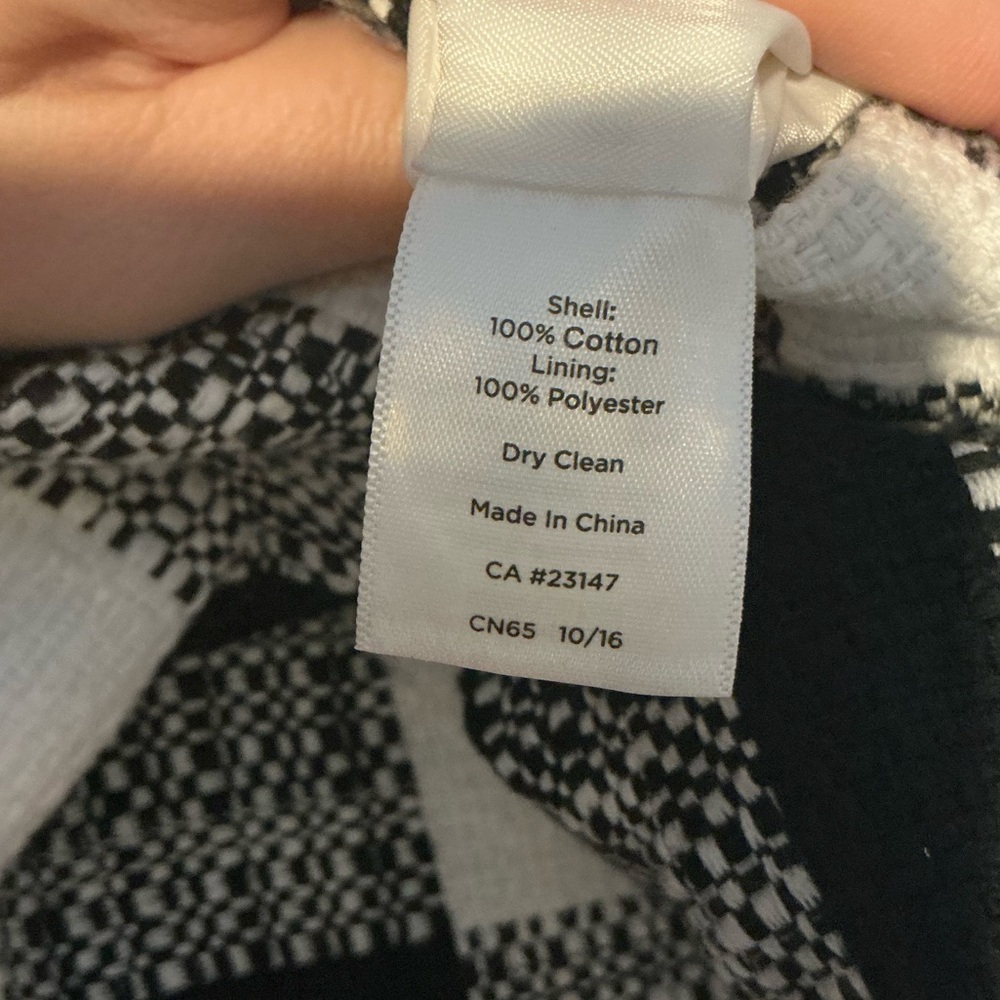 Shell:
100% Cotton
Lining:
100% Polyester
Dry Clean
Made In China
CA #23147
CN65 10/16